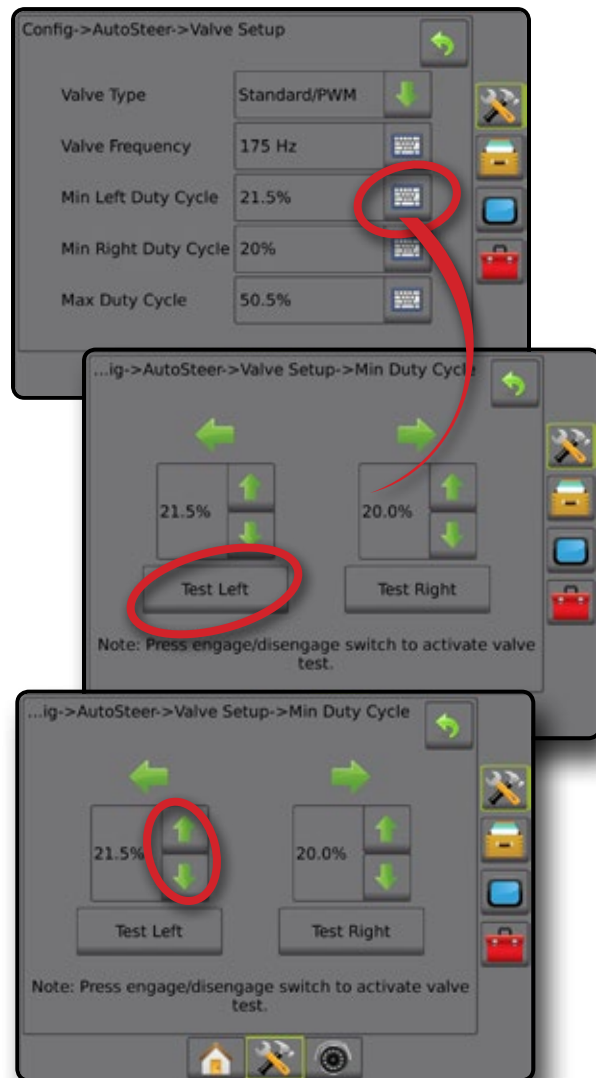 Config->AutoSteer->Valve Setup
Valve Type Standard/PWM
Valve Frequency 175 Hz
Min Left Duty Cycle 21.5%
Min Right Duty Cycle 20%
Max Duty Cycle 50.5%
...ig->AutoSteer->Valve Setup->Min Duty Cycle
21.5% 20.0%
Test Left Test Right
Note: Press engage/disengage switch to activate valve
test.
...ig->AutoSteer->Valve Setup->Min Duty Cycle
21.5% 20.0%
Test Left Test Right
Note: Press engage/disengage switch to activate valve
test.